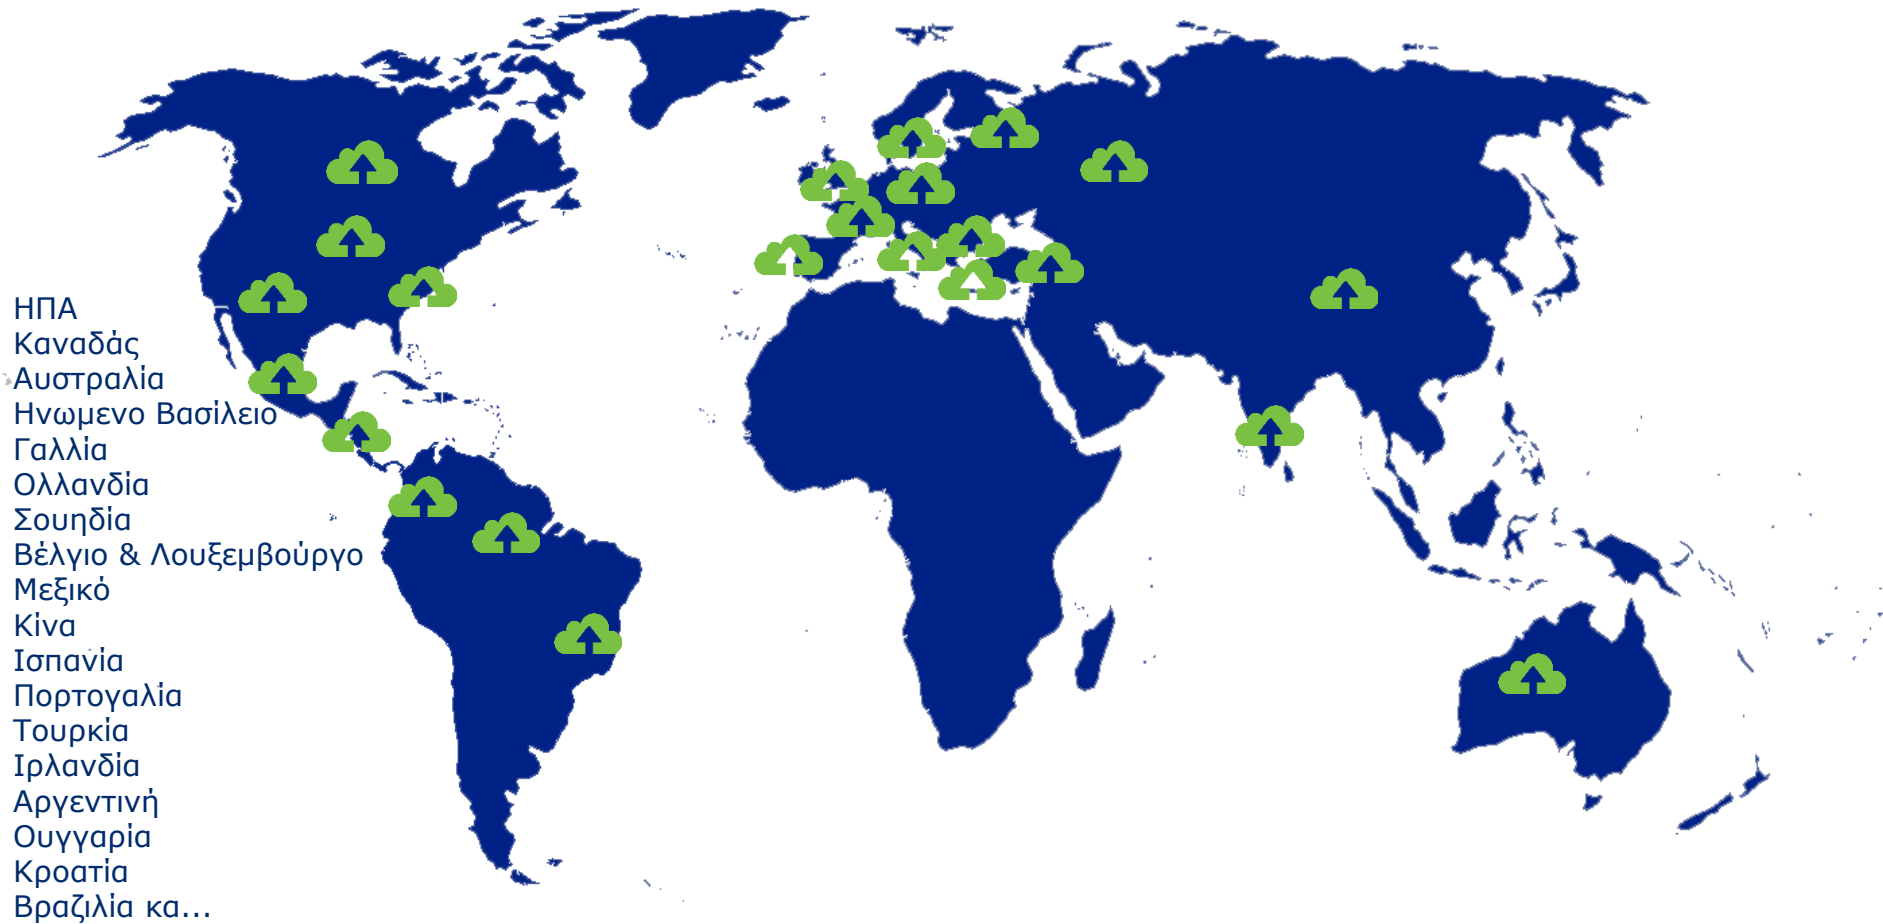 ΗΠΑ
Καναδάς
Αυστραλία
Ηνωμενο Βασίλειο
Γαλλία
Ολλανδία
Σουηδία
Βέλγιο & Λουξεμβούργο
Μεξικό
Κίνα
Ισπανία
Πορτογαλία
Τουρκία
Ιρλανδία
Αργεντινή
Ουγγαρία
Κροατία
Βραζιλία κα...